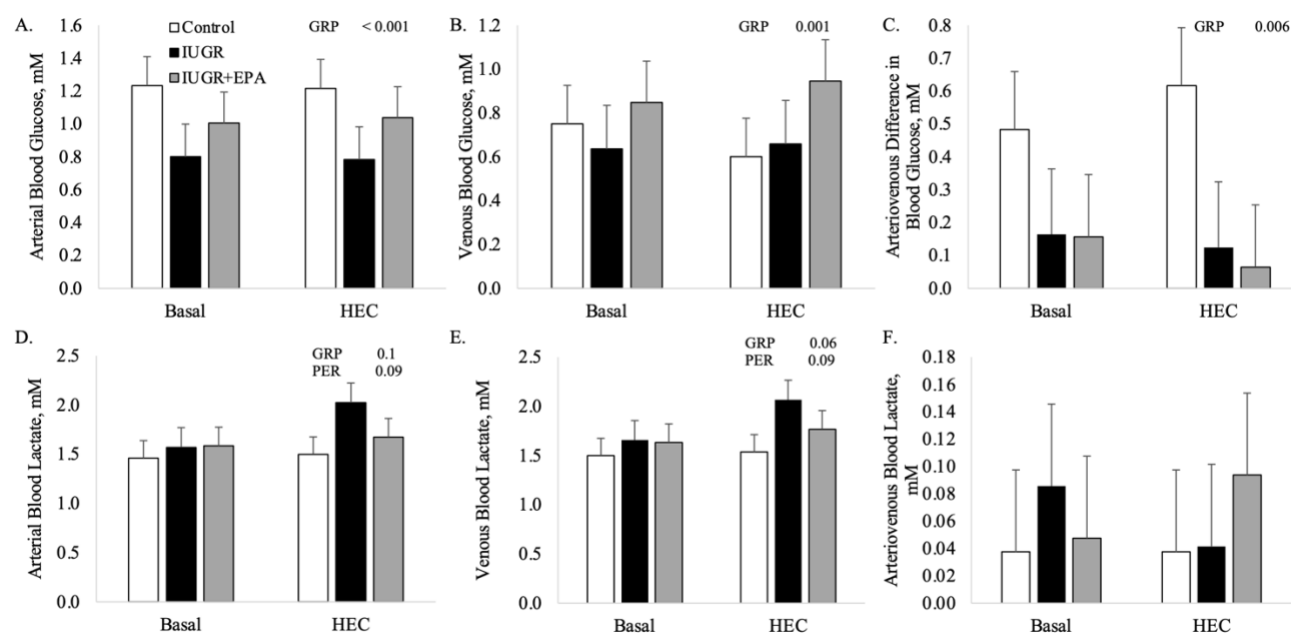 A.
Arterial Blood Glucose, mM
1.6
1.4
1.2
1.0
0.8
0.6
0.4
0.2
0.0
Control
IUGR
IUGR+EPA
GRP < 0.001
Basal HEC
B.
Venous Blood Glucose, mM
1.2
1.0
0.8
0.6
0.4
0.2
0.0
GRP 0.001
Basal HEC
C.
Arteriovenous Difference in
Blood Glucose, mM
0.8
0.7
0.6
0.5
0.4
0.3
0.2
0.1
0.0
GRP 0.006
Basal HEC
D.
Arterial Blood Lactate, mM
2.5
2.0
1.5
1.0
0.5
0.0
GRP 0.1
PER 0.09
Basal HEC
E.
Venous Blood Lactate, mM
2.5
2.0
1.5
1.0
0.5
0.0
GRP 0.06
PER 0.09
Basal HEC
F.
Arteriovenous Blood Lactate,
mM
0.18
0.16
0.14
0.12
0.10
0.08
0.06
0.04
0.02
0.00
Basal HEC